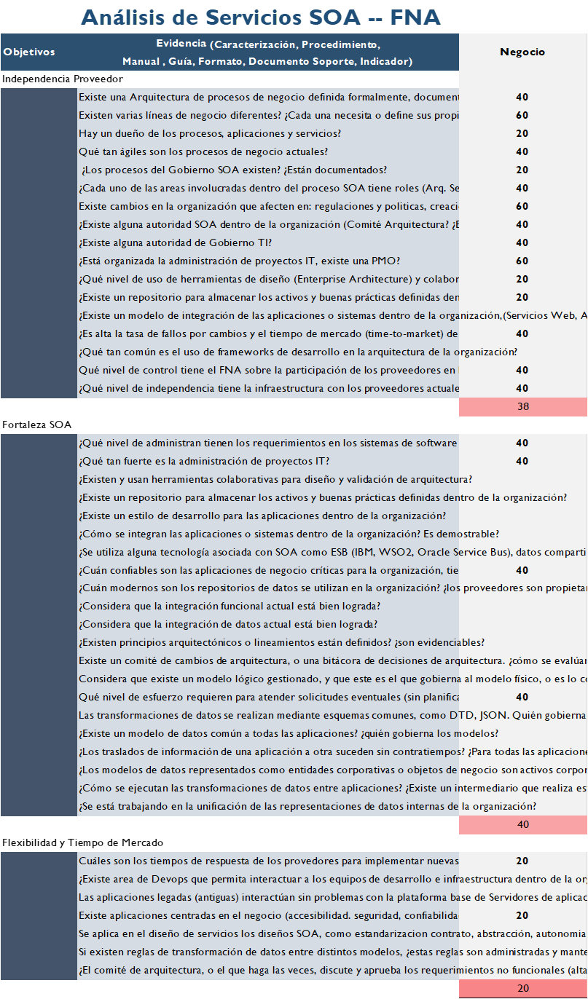 Análisis de Servicios SOA -- FNA
Objetivos
Evidencia (Caracterización, Procedimiento,
Manual , Guía, Formato, Documento Soporte, Indicador)
Negocio
Independencia Proveedor
Existe una Arquitectura de procesos de negocio definida formalmente, document 40
Existen varias líneas de negocio diferentes? ¿Cada una necesita o define sus propi 60
Hay un dueño de los procesos, aplicaciones y servicios? 20
Qué tan ágiles son los procesos de negocio actuales? 40
¿Los procesos del Gobierno SOA existen? ¿Están documentados? 20
¿Cada uno de las areas involucradas dentro del proceso SOA tiene roles (Arq. Se 40
Existe cambios en la organización que afecten en: regulaciones y politicas, creaci 60
¿Existe alguna autoridad SOA dentro de la organización (Comité Arquitectura? ¿E 40
¿Existe alguna autoridad de Gobierno TI? 40
¿Está organizada la administración de proyectos IT, existe una PMO? 60
¿Qué nivel de uso de herramientas de diseño (Enterprise Architecture) y colabor 20
¿Existe un repositorio para almacenar los activos y buenas prácticas definidas den 20
¿Existe un modelo de integración de las aplicaciones o sistemas dentro de la organización,(Servicios Web, A
¿Es alta la tasa de fallos por cambios y el tiempo de mercado (time-to-market) de 40
¿Qué tan común es el uso de frameworks de desarrollo en la arquitectura de la organización?
Qué nivel de control tiene el FNA sobre la participación de los proveedores en 40
¿Qué nivel de independencia tiene la infraestructura con los proveedores actuale 40
38
Fortaleza SOA
¿Qué nivel de administran tienen los requerimientos en los sistemas de software 40
¿Qué tan fuerte es la administración de proyectos IT? 40
¿Existen y usan herramientas colaborativas para diseño y validación de arquitectura?
¿Existe un repositorio para almacenar los activos y buenas prácticas definidas dentro de la organización?
¿Existe un estilo de desarrollo para las aplicaciones dentro de la organización?
¿Cómo se integran las aplicaciones o sistemas dentro de la organización? Es demostrable?
¿Se utiliza alguna tecnología asociada con SOA como ESB (IBM, WSO2, Oracle Service Bus), datos comparti
¿Cuán confiables son las aplicaciones de negocio críticas para la organización, tie 40
¿Cuán modernos son los repositorios de datos se utilizan en la organización? ¿los proveedores son propietar
¿Considera que la integración funcional actual está bien lograda?
¿Considera que la integración de datos actual está bien lograda?
¿Existen principios arquitectónicos o lineamientos están definidos? ¿son evidenciables?
Existe un comité de cambios de arquitectura, o una bitácora de decisiones de arquitectura. ¿cómo se evalúar
Considera que existe un modelo lógico gestionado, y que este es el que gobierna al modelo físico, o es lo co
Qué nivel de esfuerzo requieren para atender solicitudes eventuales (sin planifica 40
Las transformaciones de datos se realizan mediante esquemas comunes, como DTD, JSON. Quién gobierna
¿Existe un modelo de datos común a todas las aplicaciones? ¿quién gobierna los modelos?
¿Los traslados de información de una aplicación a otra suceden sin contratiempos? ¿Para todas las aplicacione
¿Los modelos de datos representados como entidades corporativas o objetos de negocio son activos corpor
¿Cómo se ejecutan las transformaciones de datos entre aplicaciones? ¿Existe un intermediario que realiza es
¿Se está trabajando en la unificación de las representaciones de datos internas de la organización?
40
Flexibilidad y Tiempo de Mercado
Cuáles son los tiempos de respuesta de los provedores para implementar nuevas 20
¿Existe area de Devops que permita interactuar a los equipos de desarrollo e infraestructura dentro de la or
Las aplicaciones legadas (antiguas) interactúan sin problemas con la plataforma base de Servidores de aplicac
Existe aplicaciones centradas en el negocio (accesibilidad. seguridad, confiabilida 20
Se aplica en el diseño de servicios los diseños SOA, como estandarizacion contrato, abstracción, autonomia
Si existen reglas de transformación de datos entre distintos modelos, ¿estas reglas son administradas y mante
¿El comité de arquitectura, o el que haga las veces, discute y aprueba los requerimientos no funcionales (alta
20